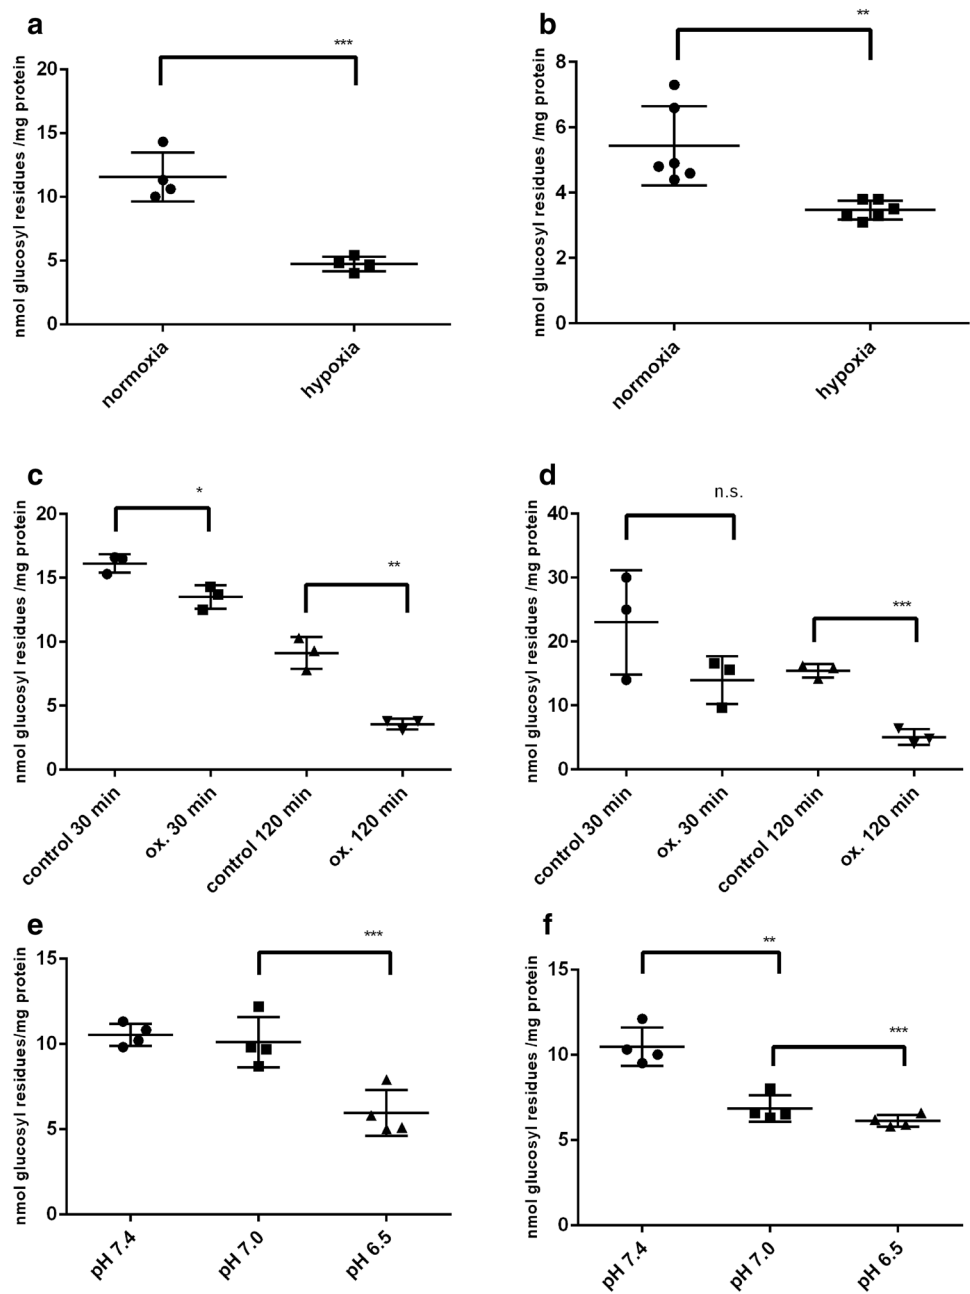 a
***
nmol glucosyl residues /mg protein
20
15
10
5
0
normoxia
hypoxia
b
**
nmol glucosyl residues /mg protein
8
6
4
2
0
normoxia
hypoxia
c
*
**
nmol glucosyl residues /mg protein
20
15
10
5
0
control 30 min
ox. 30 min
control 120 min
ox. 120 min
d
n.s.
***
nmol glucosyl residues /mg protein
40
30
20
10
0
control 30 min
ox. 30 min
control 120 min
ox. 120 min
e
***
nmol glucosyl residues/mg protein
15
10
5
0
pH 7.4
pH 7.0
pH 6.5
f
**
***
nmol glucosyl residues /mg protein
15
10
5
0
pH 7.4
pH 7.0
pH 6.5